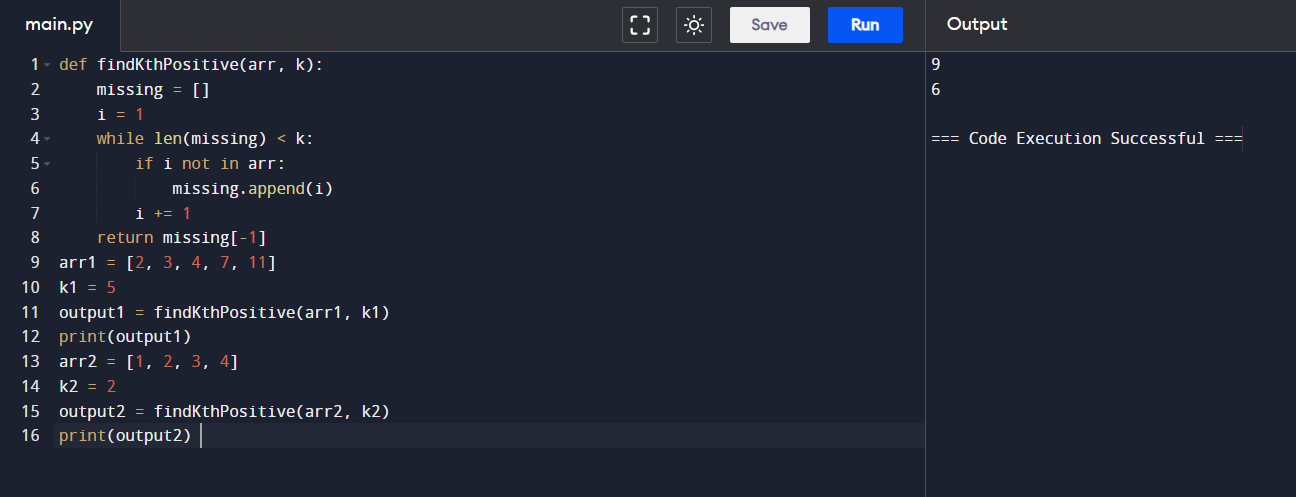 main.py
Save
Run
Output
1 def findKthPositive(arr, k):
2     missing = []
3     i = 1
4     while len(missing) < k:
5         if i not in arr:
6             missing.append(i)
7         i += 1
8     return missing[-1]
9 arr1 = [2, 3, 4, 7, 11]
10 k1 = 5
11 output1 = findKthPositive(arr1, k1)
12 print(output1)
13 arr2 = [1, 2, 3, 4]
14 k2 = 2
15 output2 = findKthPositive(arr2, k2)
16 print(output2)
9
6
=== Code Execution Successful ===